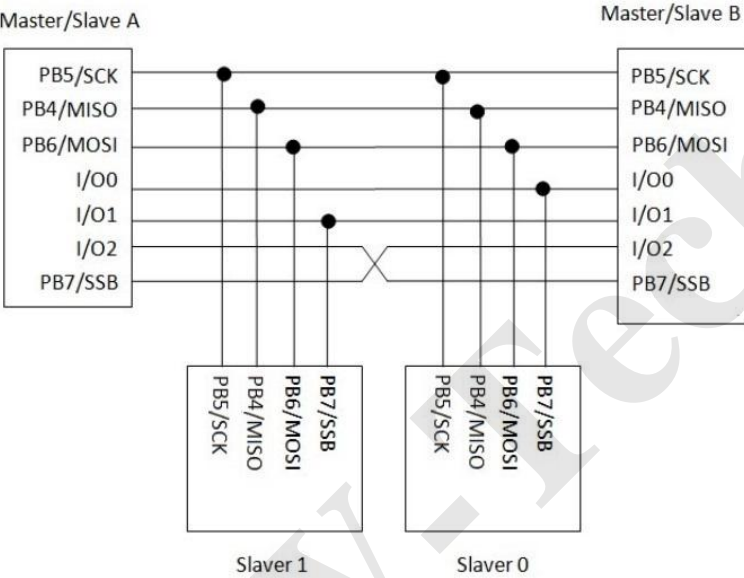 Master/Slave A
Master/Slave B
PB5/SCK
PB4/MISO
PB6/MOSI
I/O0
I/O1
I/O2
PB7/SSB
PB5/SCK
PB4/MISO
PB6/MOSI
I/O0
I/O1
I/O2
PB7/SSB
PB5/SCK
PB4/MISO
PB6/MOSI
PB7/SSB
PB5/SCK
PB4/MISO
PB6/MOSI
PB7/SSB
Slaver 1
Slaver 0